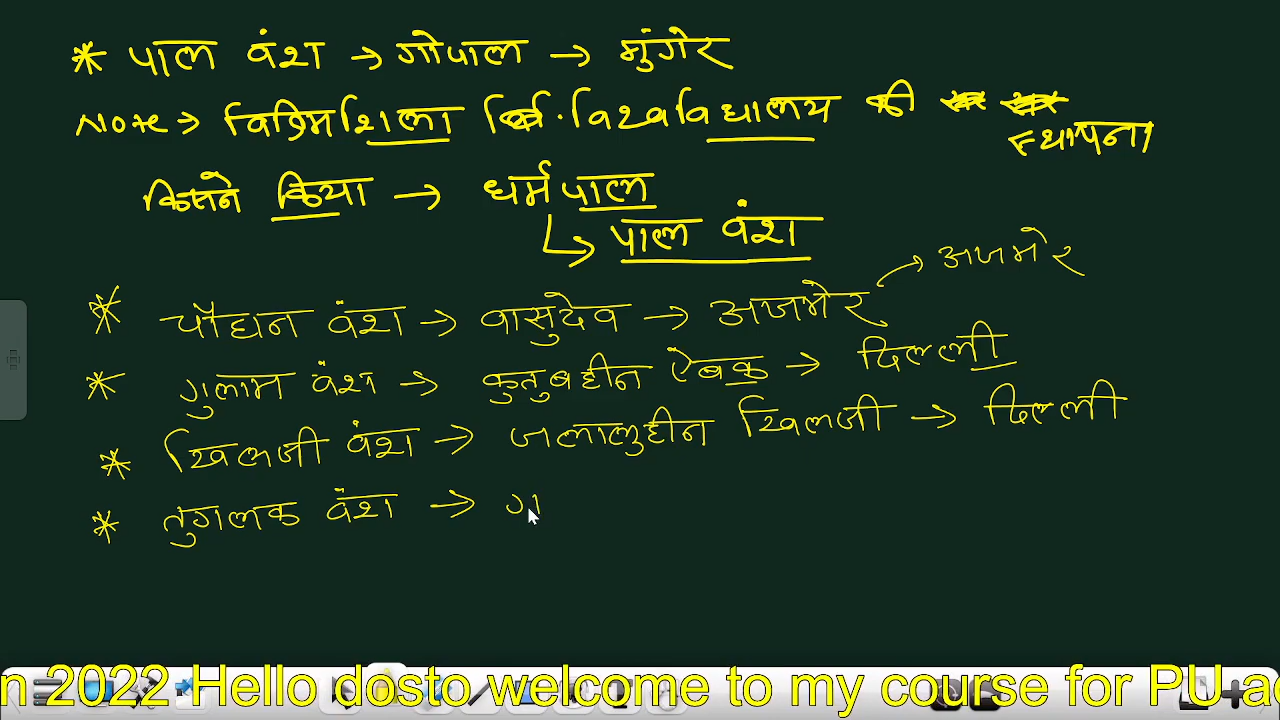 * पाल वंश → गोपाल → मुंगेर
Note → विक्रिमशिला विश्वविद्यालय की
स्थापना
किसने किया → धर्मपाल
↳ पाल वंश
→ अजमेर
* चौहान वंश → वासुदेव → अजमेर
* गुलाम वंश → कुतुबद्दीन ऐबक → दिल्ली
* खिलजी वंश → जलालुद्दीन खिलजी → दिल्ली
* तुगलक वंश →
n 2022 Hello dosto welcome to my course for PU a